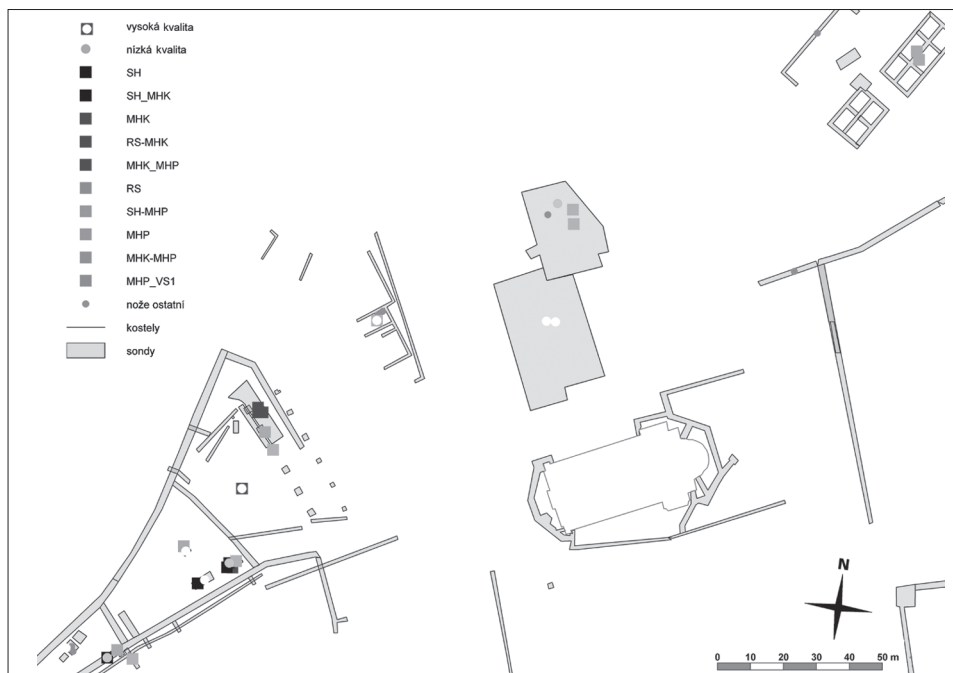 vysoká kvalita
nízká kvalita
SH
SH_MHK
MHK
RS-MHK
MHK_MHP
RS
SH-MHP
MHP
MHK-MHP
MHP_VS1
nože ostatní
kostely
sondy
N
0 10 20 30 40 50 m